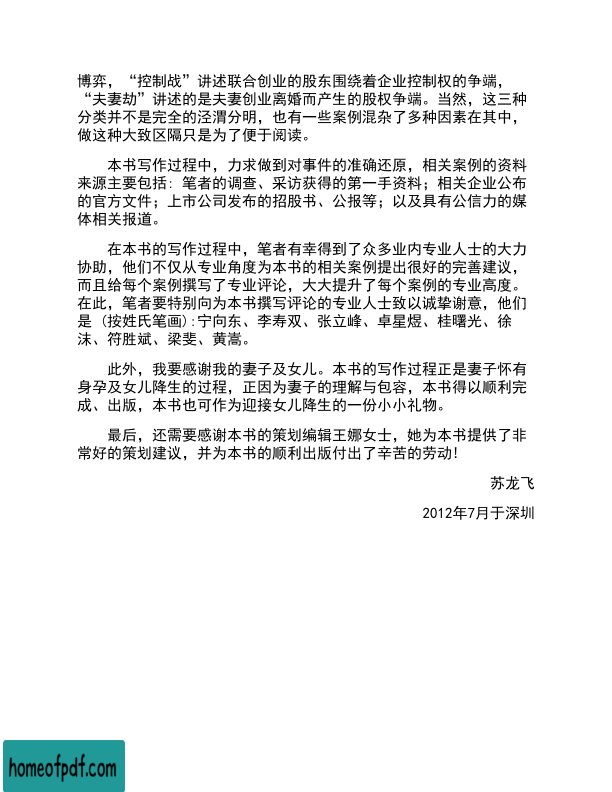 博弈，“控制战”讲述联合创业的股东围绕着企业控制权的争端，
“夫妻劫”讲述的是夫妻创业离婚而产生的股权争端。当然，这三种
分类并不是完全的泾渭分明，也有一些案例混杂了多种因素在其中，
做这种大致区隔只是为了便于阅读。
本书写作过程中，力求做到对事件的准确还原，相关案例的资料
来源主要包括：笔者的调查、采访获得的第一手资料；相关企业公布
的官方文件；上市公司发布的招股书、公报等；以及具有公信力的媒
体相关报道。
在本书的写作过程中，笔者有幸得到了众多业内专业人士的大力
协助，他们不仅从专业角度为本书的相关案例提出很好的完善建议，
而且给每个案例撰写了专业评论，大大提升了每个案例的专业高度。
在此，笔者要特别向为本书撰写评论的专业人士致以诚挚谢意，他们
是（按姓氏笔画）:宁向东、李寿双、张立峰、卓星煜、桂曙光、徐
沫、符胜斌、梁斐、黄嵩。
此外，我要感谢我的妻子及女儿。本书的写作过程正是妻子怀有
身孕及女儿降生的过程，正因为妻子的理解与包容，本书得以顺利完
成、出版，本书也可作为迎接女儿降生的一份小小礼物。
最后，还需要感谢本书的策划编辑王娜女士，她为本书提供了非
常好的策划建议，并为本书的顺利出版付出了辛苦的劳动！
苏龙飞
2012年7月于深圳
homeofpdf.com